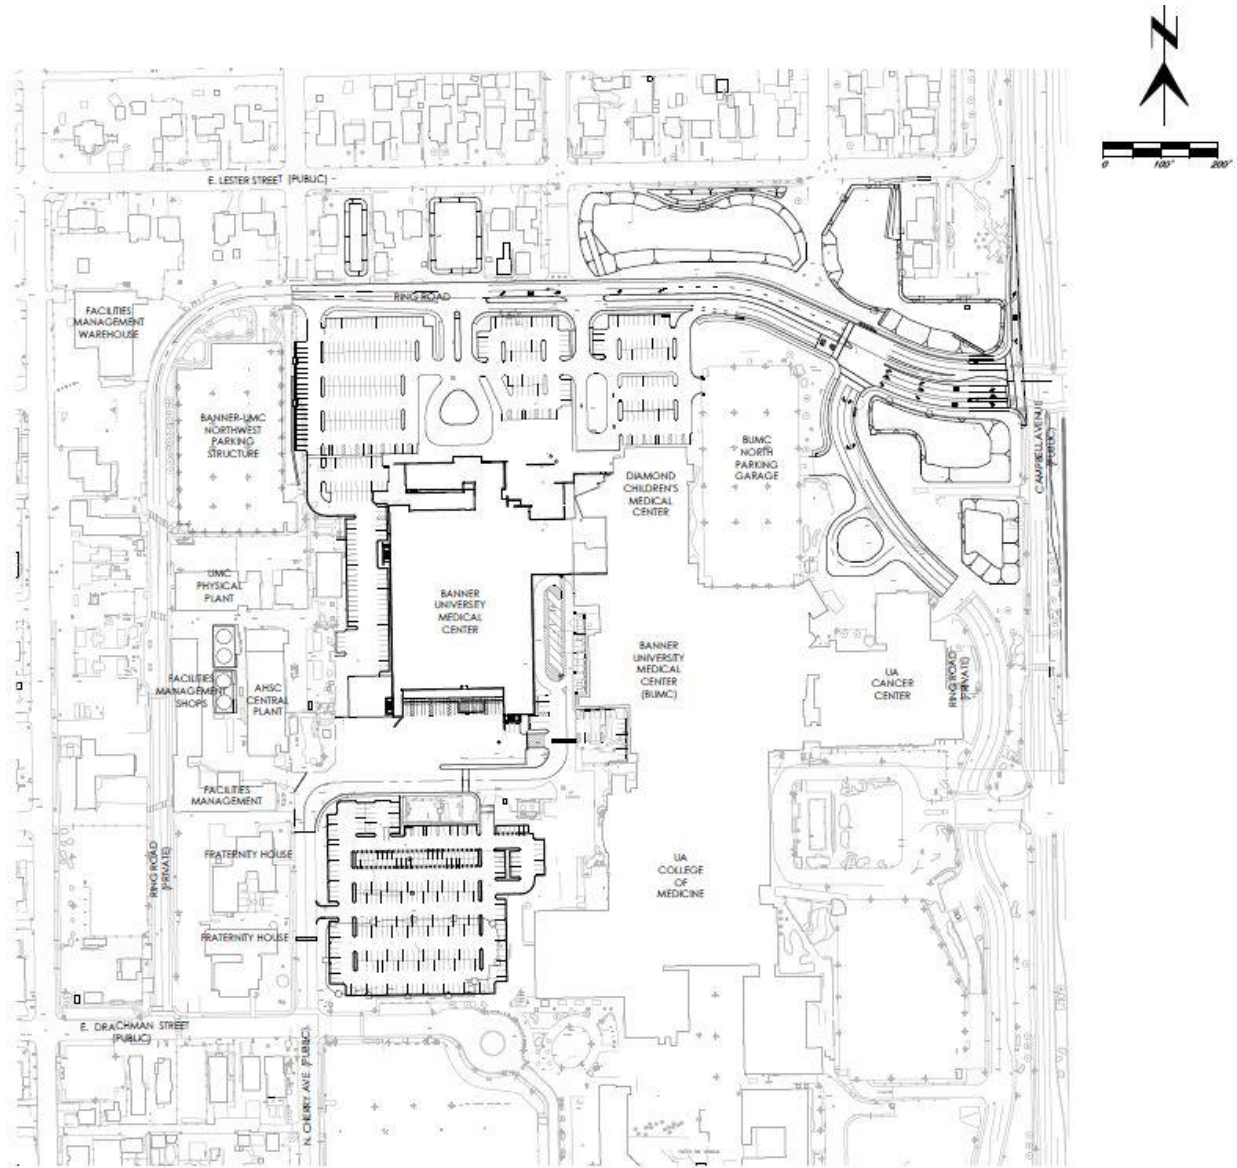 N
0 100' 200'
E. LESTER STREET (PUBLIC)
RING ROAD
FACILITIES
MANAGEMENT
WAREHOUSE
BANNER-UMC
NORTHWEST
PARKING
STRUCTURE
BUMC
NORTH
PARKING
GARAGE
DIAMOND
CHILDREN'S
MEDICAL
CENTER
CAMPBELL AVENUE
(PUBLIC)
UMC
PHYSICAL
PLANT
BANNER
UNIVERSITY
MEDICAL
CENTER
BANNER
UNIVERSITY
MEDICAL
CENTER
(BUMC)
UA
CANCER
CENTER
RING ROAD
(PRIVATE)
FACILITIES
MANAGEMENT
SHOPS
AHSC
CENTRAL
PLANT
FACILITIES
MANAGEMENT
FRATERNITY HOUSE
RING ROAD
(PRIVATE)
UA
COLLEGE
OF
MEDICINE
FRATERNITY HOUSE
E. DRACHMAN STREET
(PUBLIC)
N. CHERRY AVE. (PUBLIC)